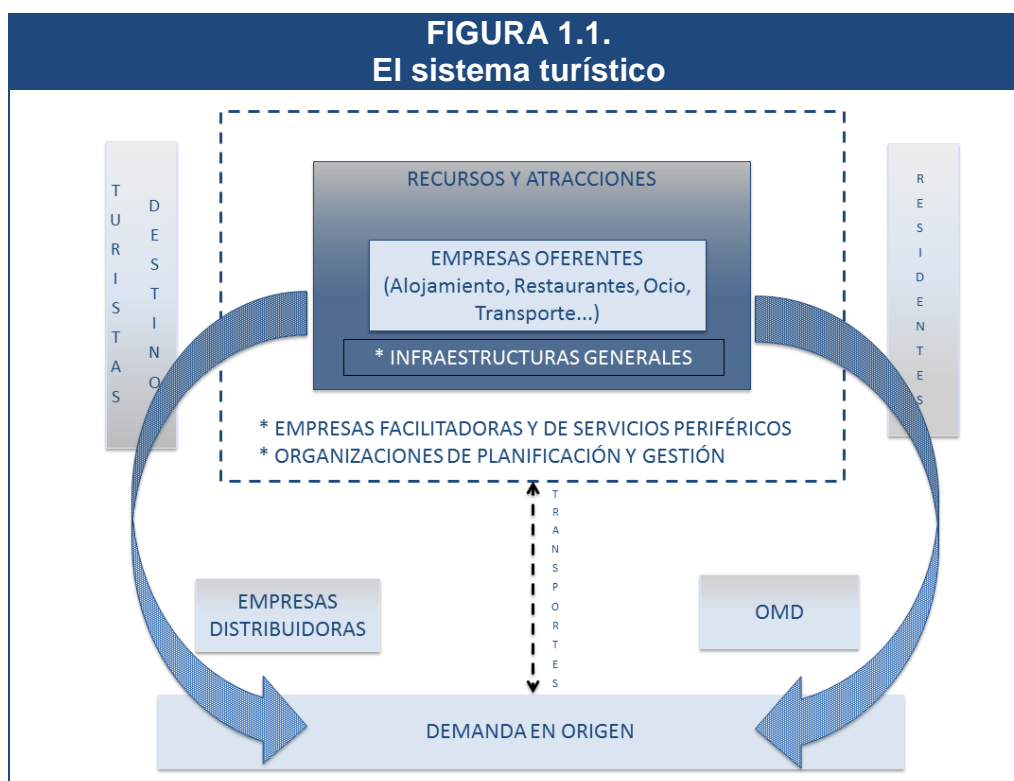 FIGURA 1.1.
El sistema turístico
TURISTAS
DESTINO
RECURSOS Y ATRACCIONES
EMPRESAS OFERENTES
(Alojamiento, Restaurantes, Ocio,
Transporte...)
* INFRAESTRUCTURAS GENERALES
RESIDENTES
* EMPRESAS FACILITADORAS Y DE SERVICIOS PERIFÉRICOS
* ORGANIZACIONES DE PLANIFICACIÓN Y GESTIÓN
TRANSPORTES
EMPRESAS
DISTRIBUIDORAS
OMD
DEMANDA EN ORIGEN